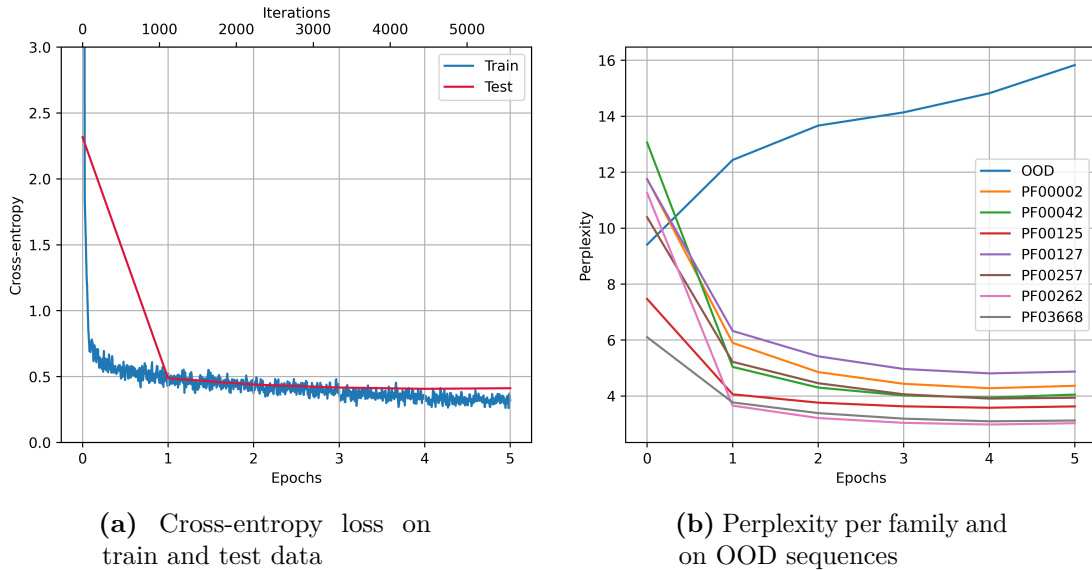 Iterations
0 1000 2000 3000 4000 5000
3.0
2.5
2.0
1.5
1.0
0.5
0.0
Cross-entropy
Train
Test
0 1 2 3 4 5
Epochs
(a) Cross-entropy loss on
train and test data
16
14
12
10
8
6
4
Perplexity
OOD
PF00002
PF00042
PF00125
PF00127
PF00257
PF00262
PF03668
0 1 2 3 4 5
Epochs
(b) Perplexity per family and
on OOD sequences